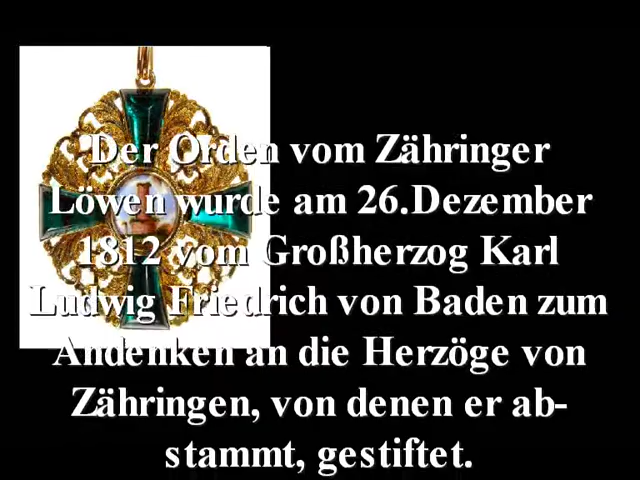 Der Orden vom Zähringer
Löwen wurde am 26.Dezember
1812 vom Großherzog Karl
Ludwig Friedrich von Baden zum
Andenken an die Herzöge von
Zähringen, von denen er ab-
stammt, gestiftet.